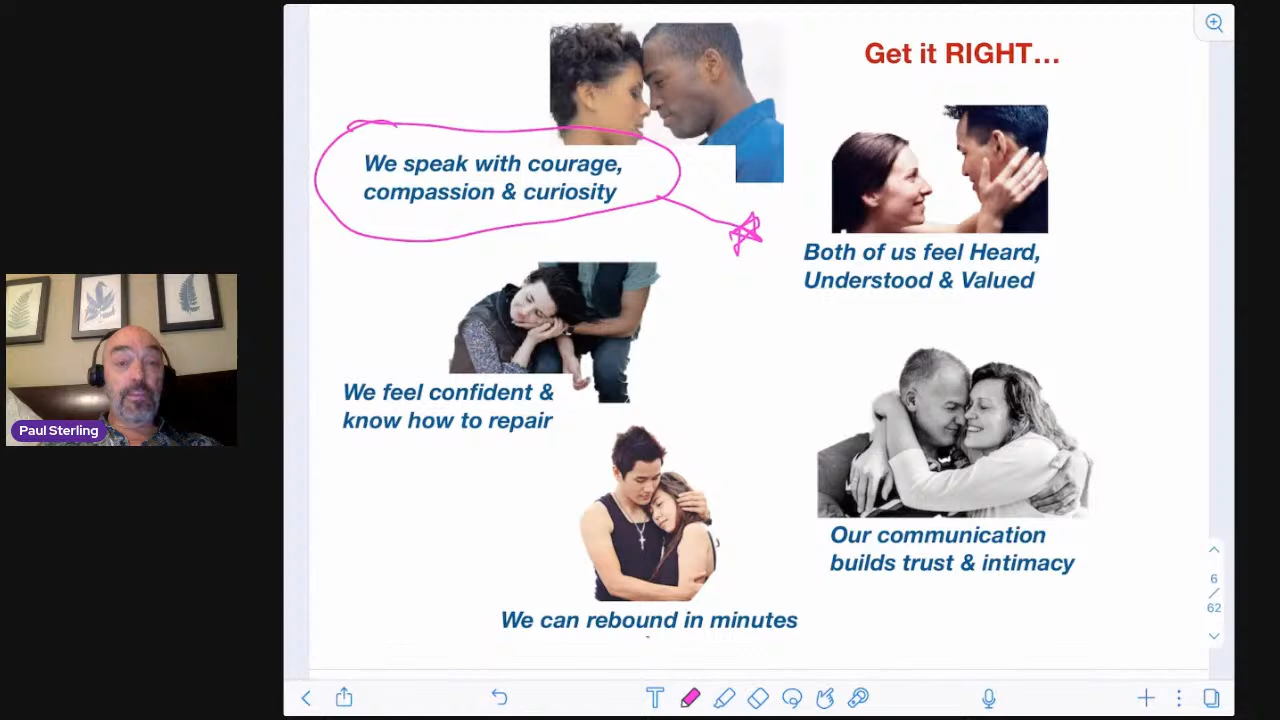 Get it RIGHT...
We speak with courage,
compassion & curiosity
Both of us feel Heard,
Understood & Valued
We feel confident &
know how to repair
Paul Sterling
Our communication
builds trust & intimacy
We can rebound in minutes
6
/
62
T